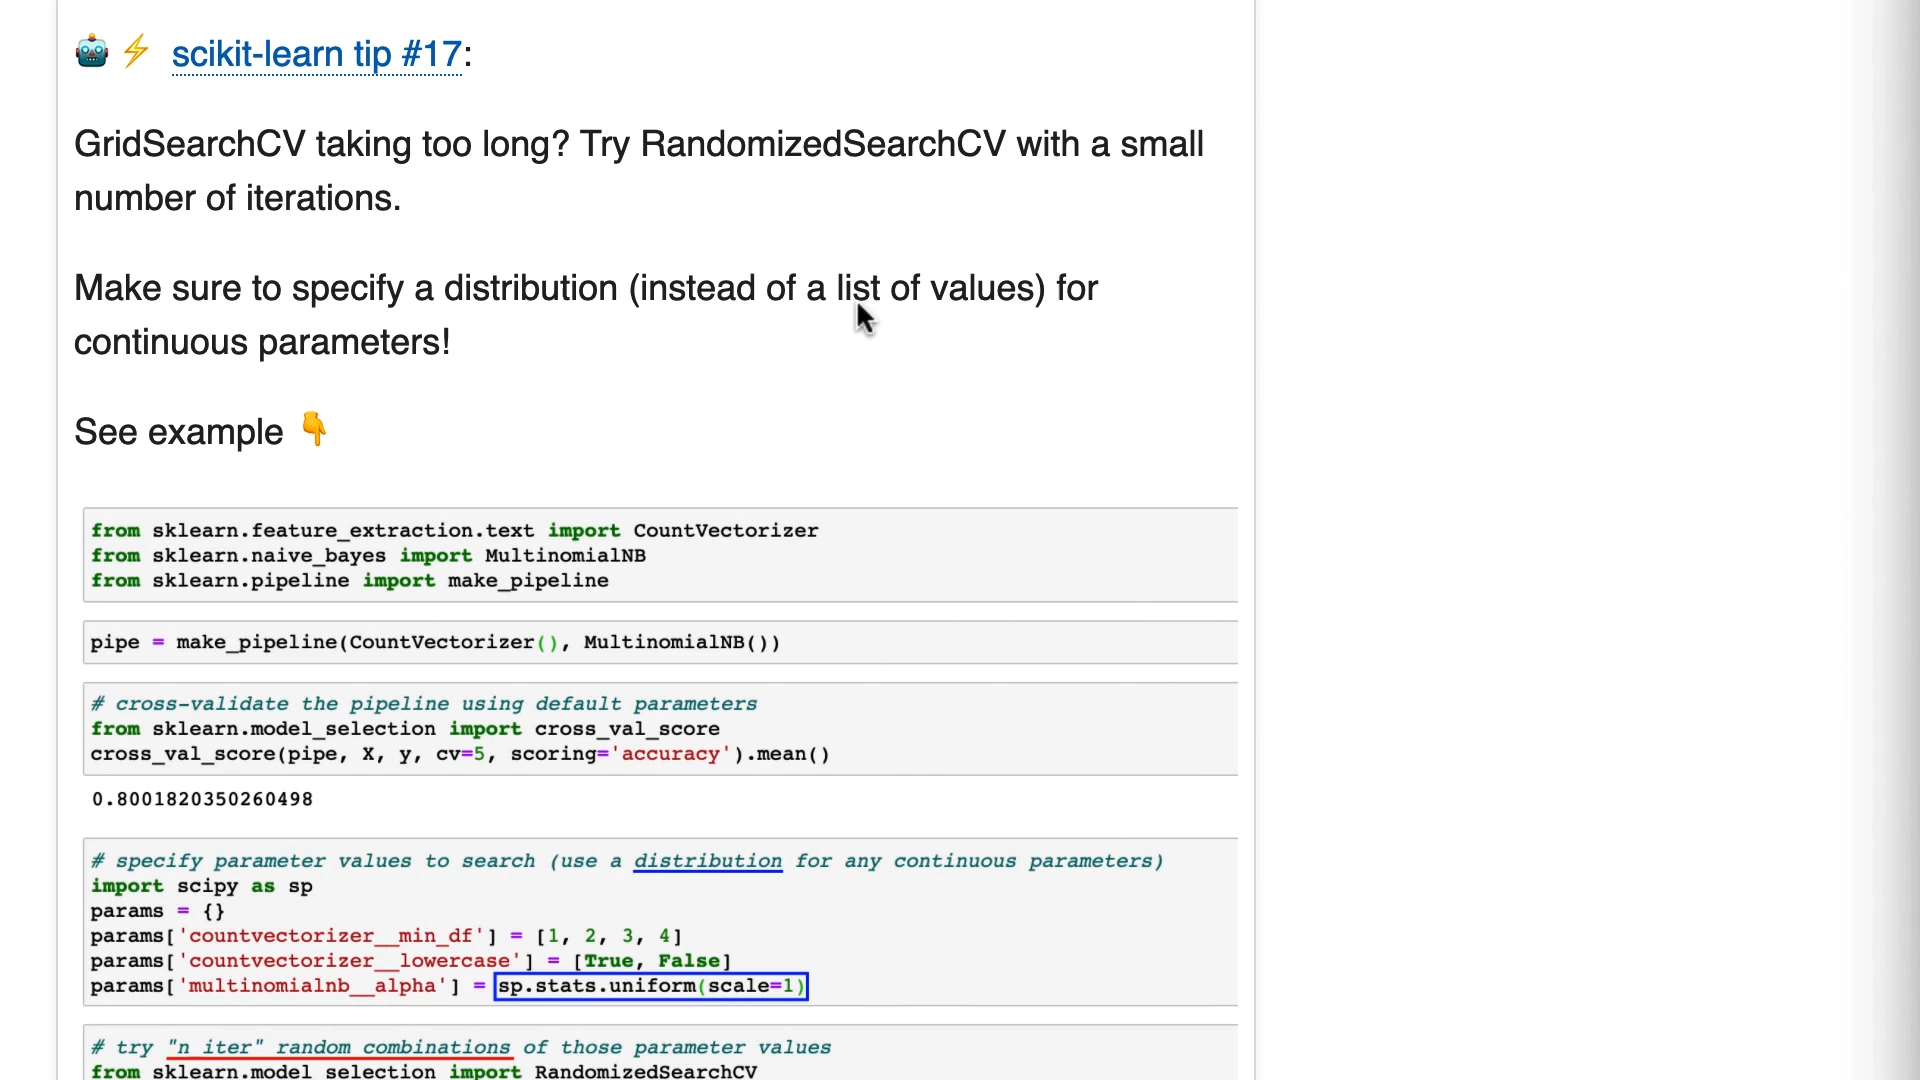 scikit-learn tip #17:
GridSearchCV taking too long? Try RandomizedSearchCV with a small
number of iterations.
Make sure to specify a distribution (instead of a list of values) for
continuous parameters!
See example
from sklearn.feature_extraction.text import CountVectorizer
from sklearn.naive_bayes import MultinomialNB
from sklearn.pipeline import make_pipeline
pipe = make_pipeline(CountVectorizer(), MultinomialNB())
# cross-validate the pipeline using default parameters
from sklearn.model_selection import cross_val_score
cross_val_score(pipe, X, y, cv=5, scoring='accuracy').mean()
0.8001820350260498
# specify parameter values to search (use a distribution for any continuous parameters)
import scipy as sp
params = {}
params['countvectorizer__min_df'] = [1, 2, 3, 4]
params['countvectorizer__lowercase'] = [True, False]
params['multinomialnb__alpha'] = sp.stats.uniform(scale=1)
# try "n_iter" random combinations of those parameter values
from sklearn.model_selection import RandomizedSearchCV